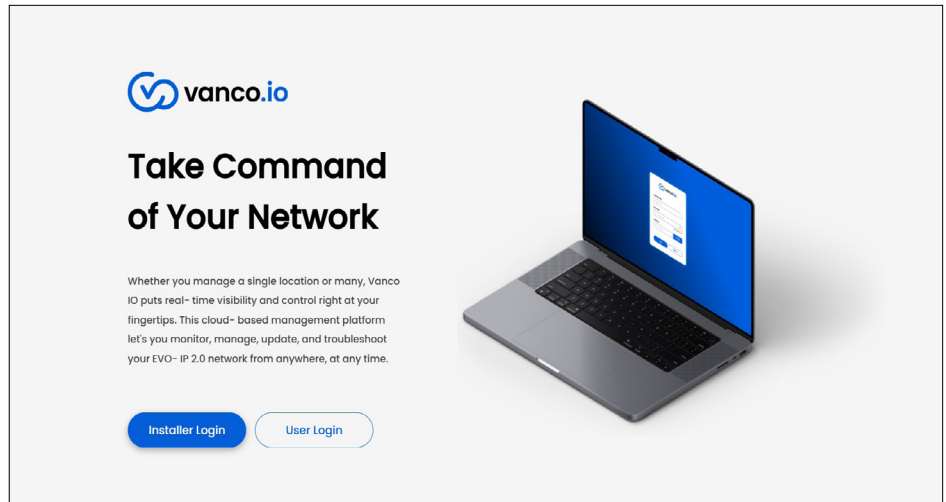 vanco.io
Take Command
of Your Network
Whether you manage a single location or many, Vanco
IO puts real- time visibility and control right at your
fingertips. This cloud- based management platform
let's you monitor, manage, update, and troubleshoot
your EVO- IP 2.0 network from anywhere, at any time.
Installer Login
User Login
vanco.io